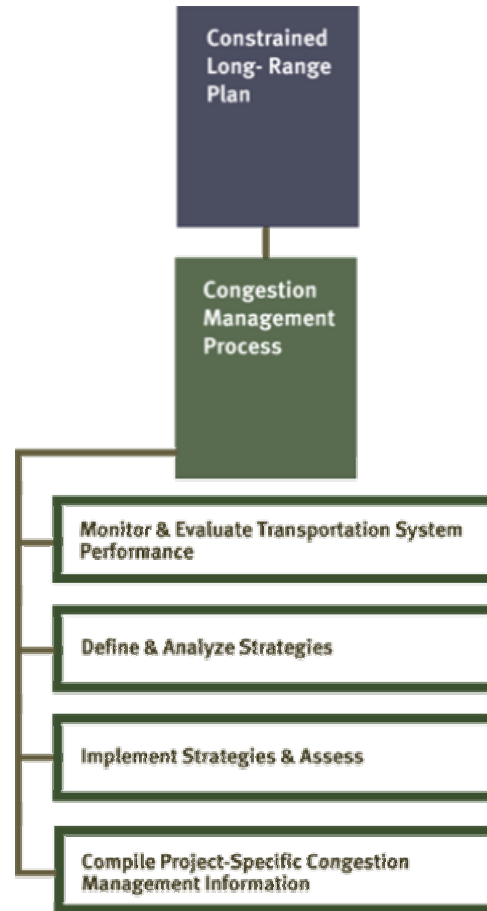 Constrained
Long- Range
Plan
Congestion
Management
Process
Monitor & Evaluate Transportation System
Performance
Define & Analyze Strategies
Implement Strategies & Assess
Compile Project-Specific Congestion
Management Information